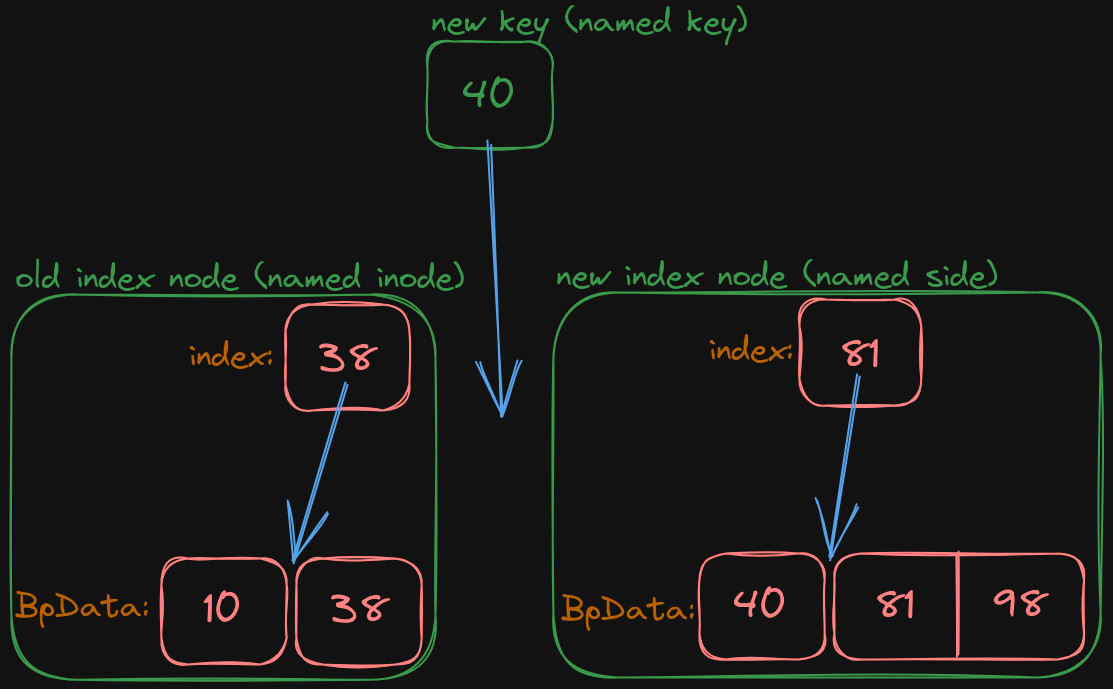 new key (named key)
40
old index node (named inode)
new index node (named side)
index: 38
index: 81
BpData: 10 38
BpData: 40 81 98